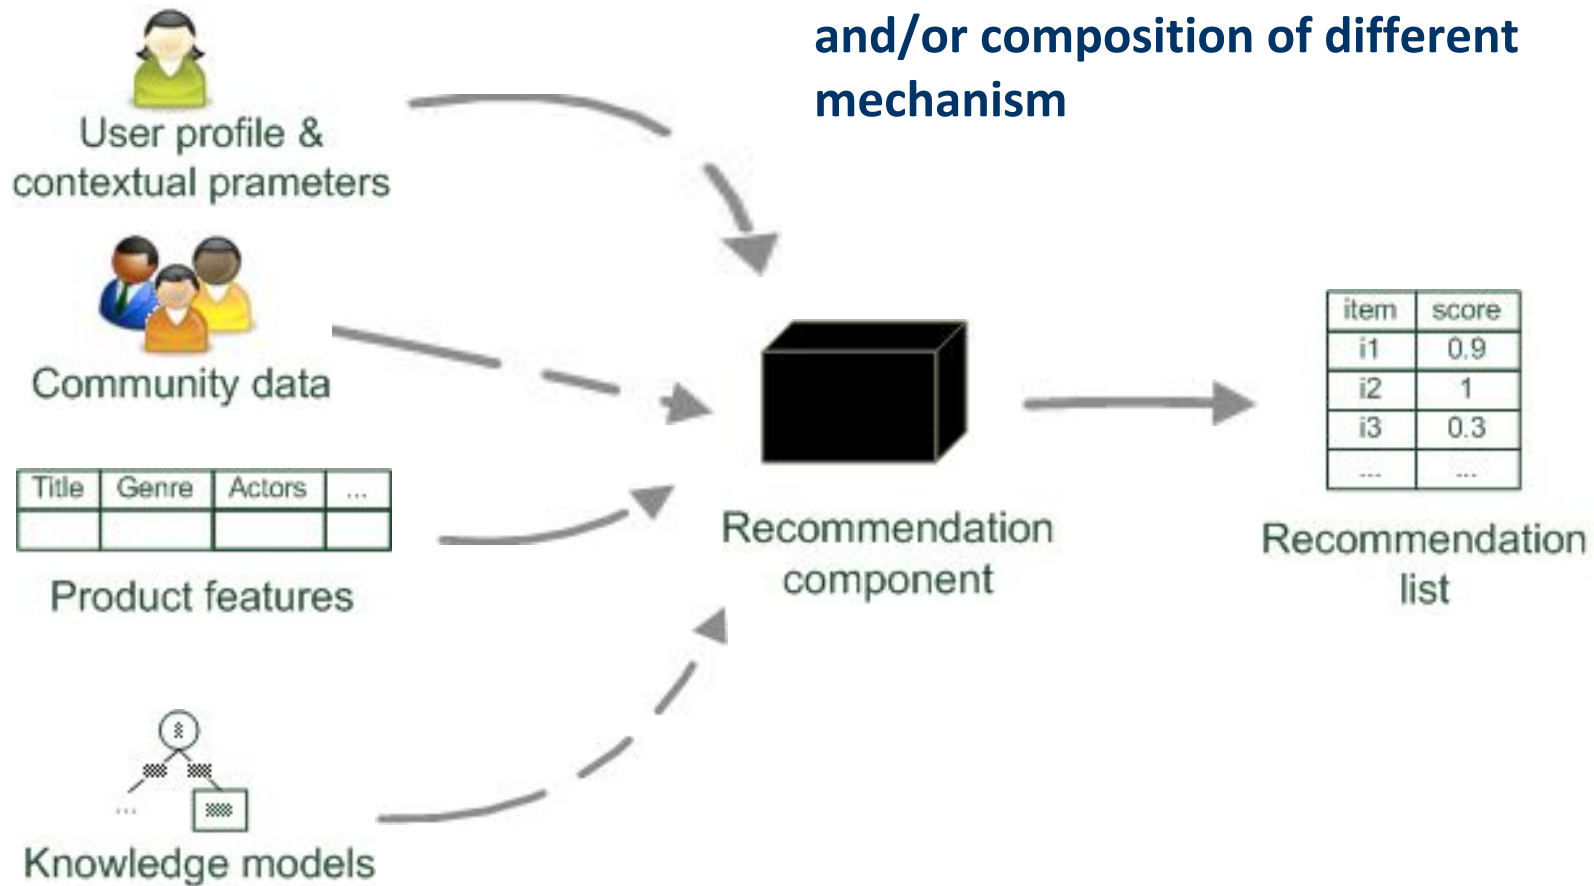 and/or composition of different
mechanism
User profile &
contextual prameters
Community data
Title Genre Actors ...
Product features
...
Knowledge models
Recommendation
component
item score
i1 0.9
i2 1
i3 0.3
... ...
Recommendation
list